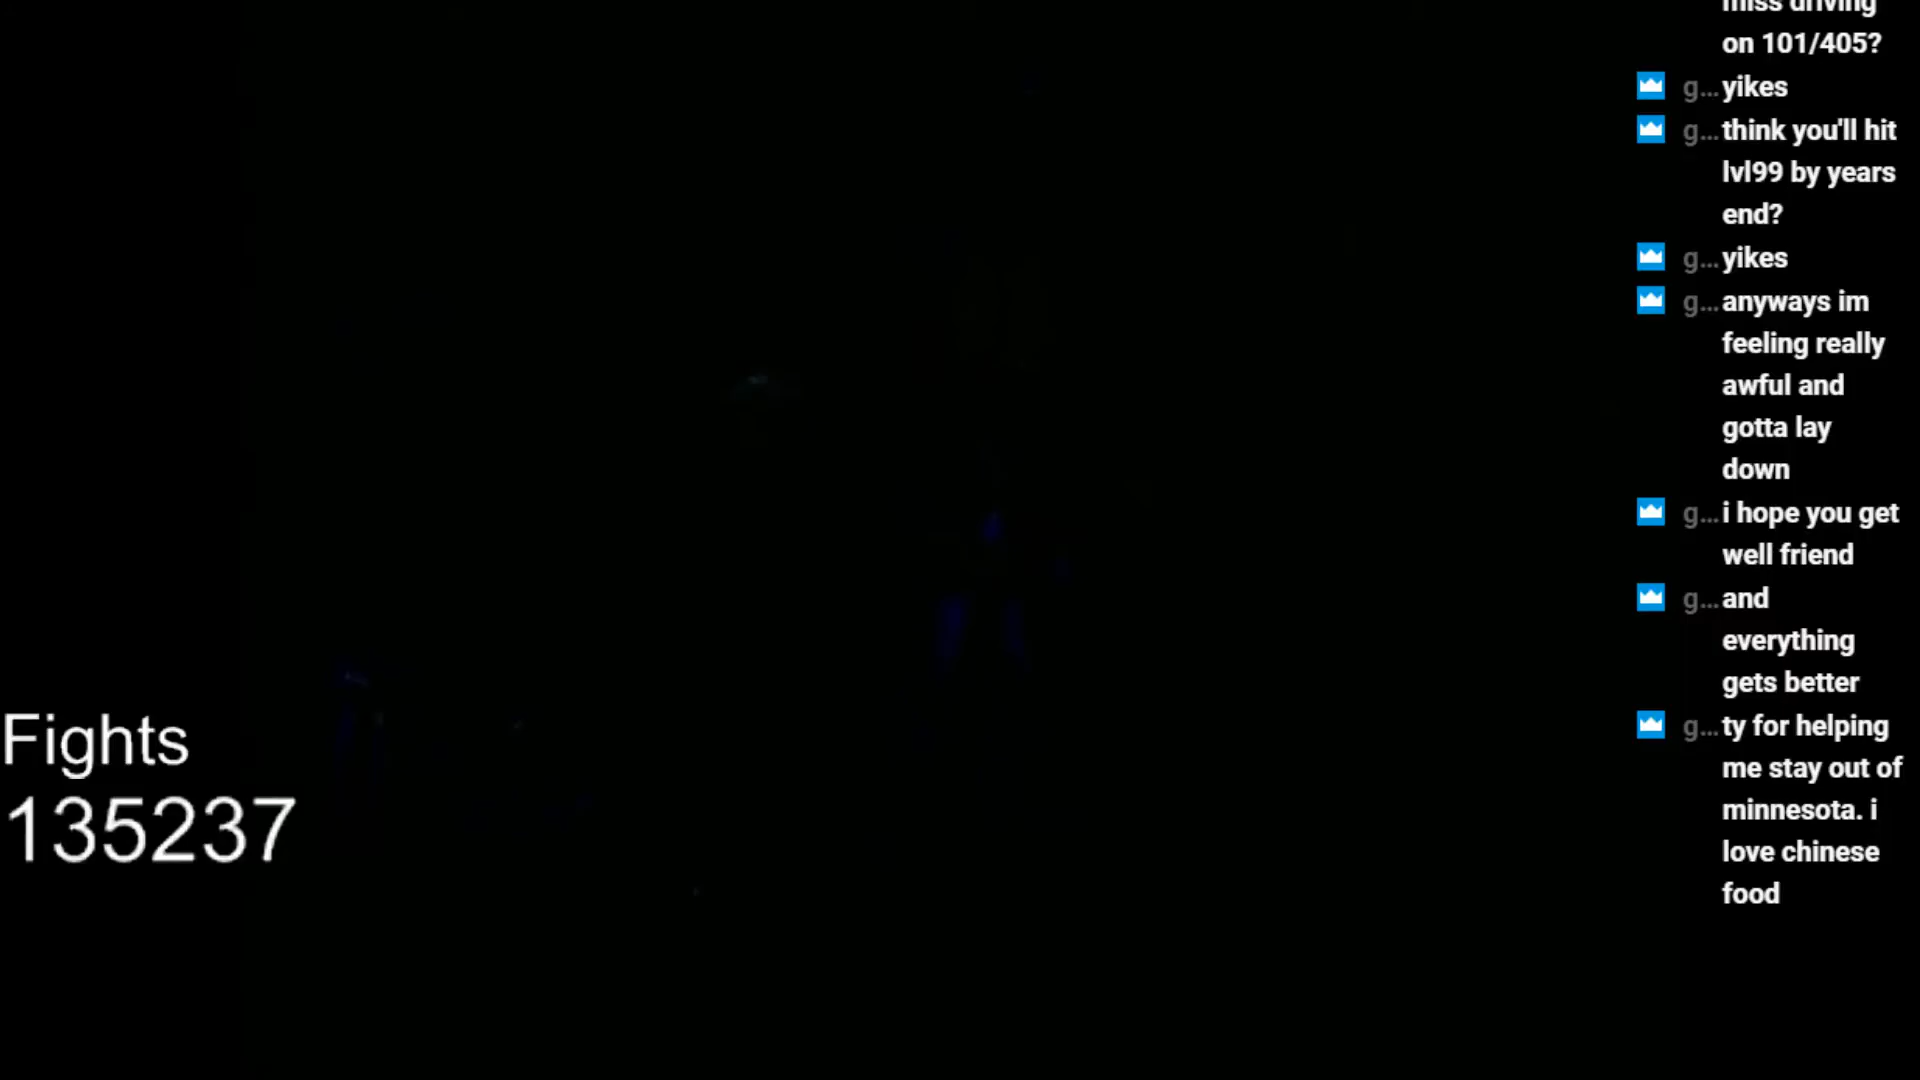 miss driving
on 101/405?
g... yikes
g... think you'll hit
lvl99 by years
end?
g... yikes
g... anyways im
feeling really
awful and
gotta lay
down
g... i hope you get
well friend
g... and
everything
gets better
g... ty for helping
me stay out of
minnesota. i
love chinese
food
Fights
135237